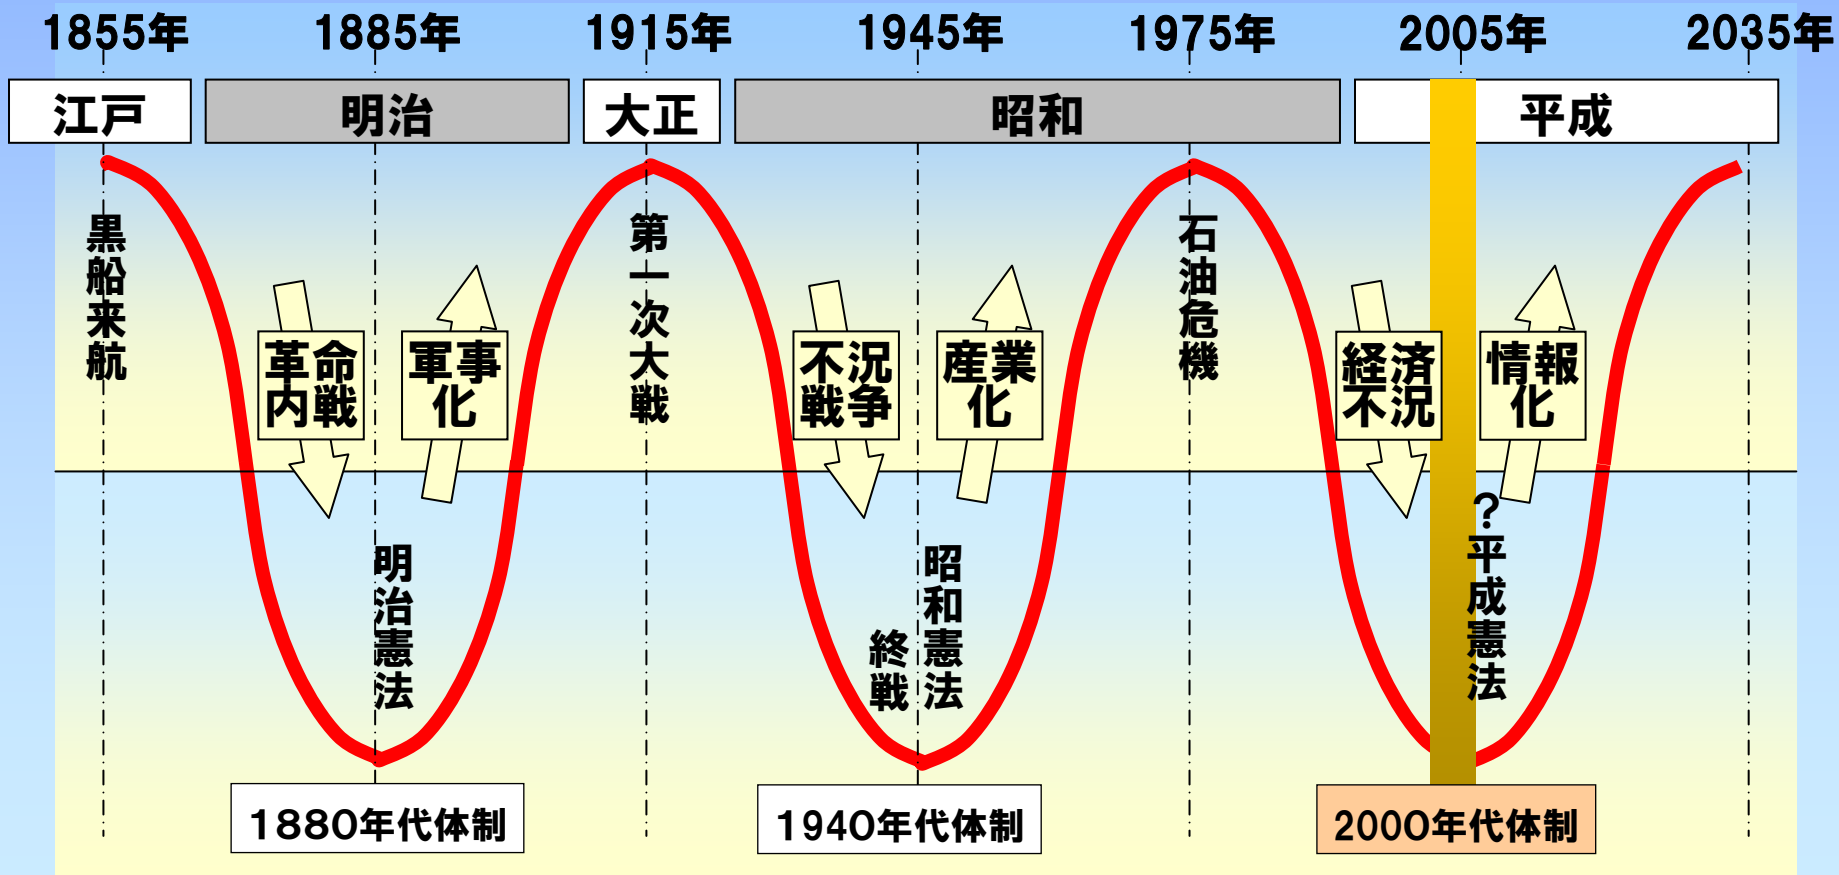 1855年
1885年
1915年
1945年
1975年
2005年
2035年
江戸
明治
大正
昭和
平成
黒船来航
第一次大戦
石油危機
革命
内戦
軍事
化
不況
戦争
産業
化
経済
不況
情報
化
明治憲法
終戦
昭和憲法
？平成憲法
1880年代体制
1940年代体制
2000年代体制